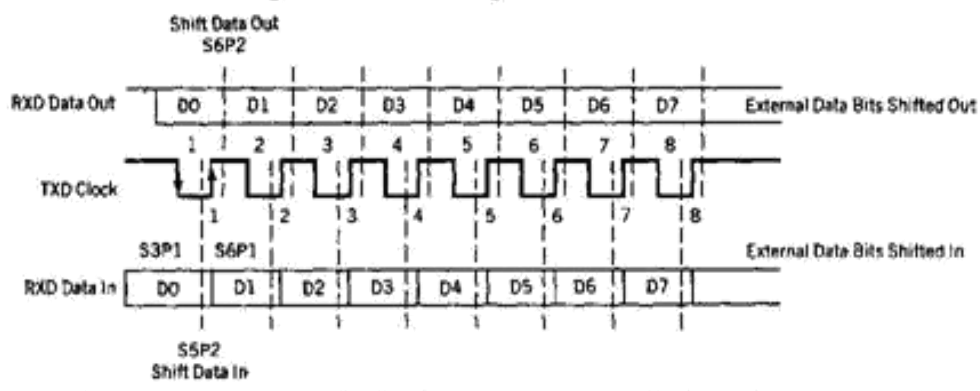 Shift Data Out
S6P2
RXD Data Out D0 D1 D2 D3 D4 D5 D6 D7 External Data Bits Shifted Out
1 2 3 4 5 6 7 8
TXD Clock
1 2 3 4 5 6 7 8
S3P1 S6P1 External Data Bits Shifted In
RXD Data In D0 D1 D2 D3 D4 D5 D6 D7
S5P2
Shift Data In